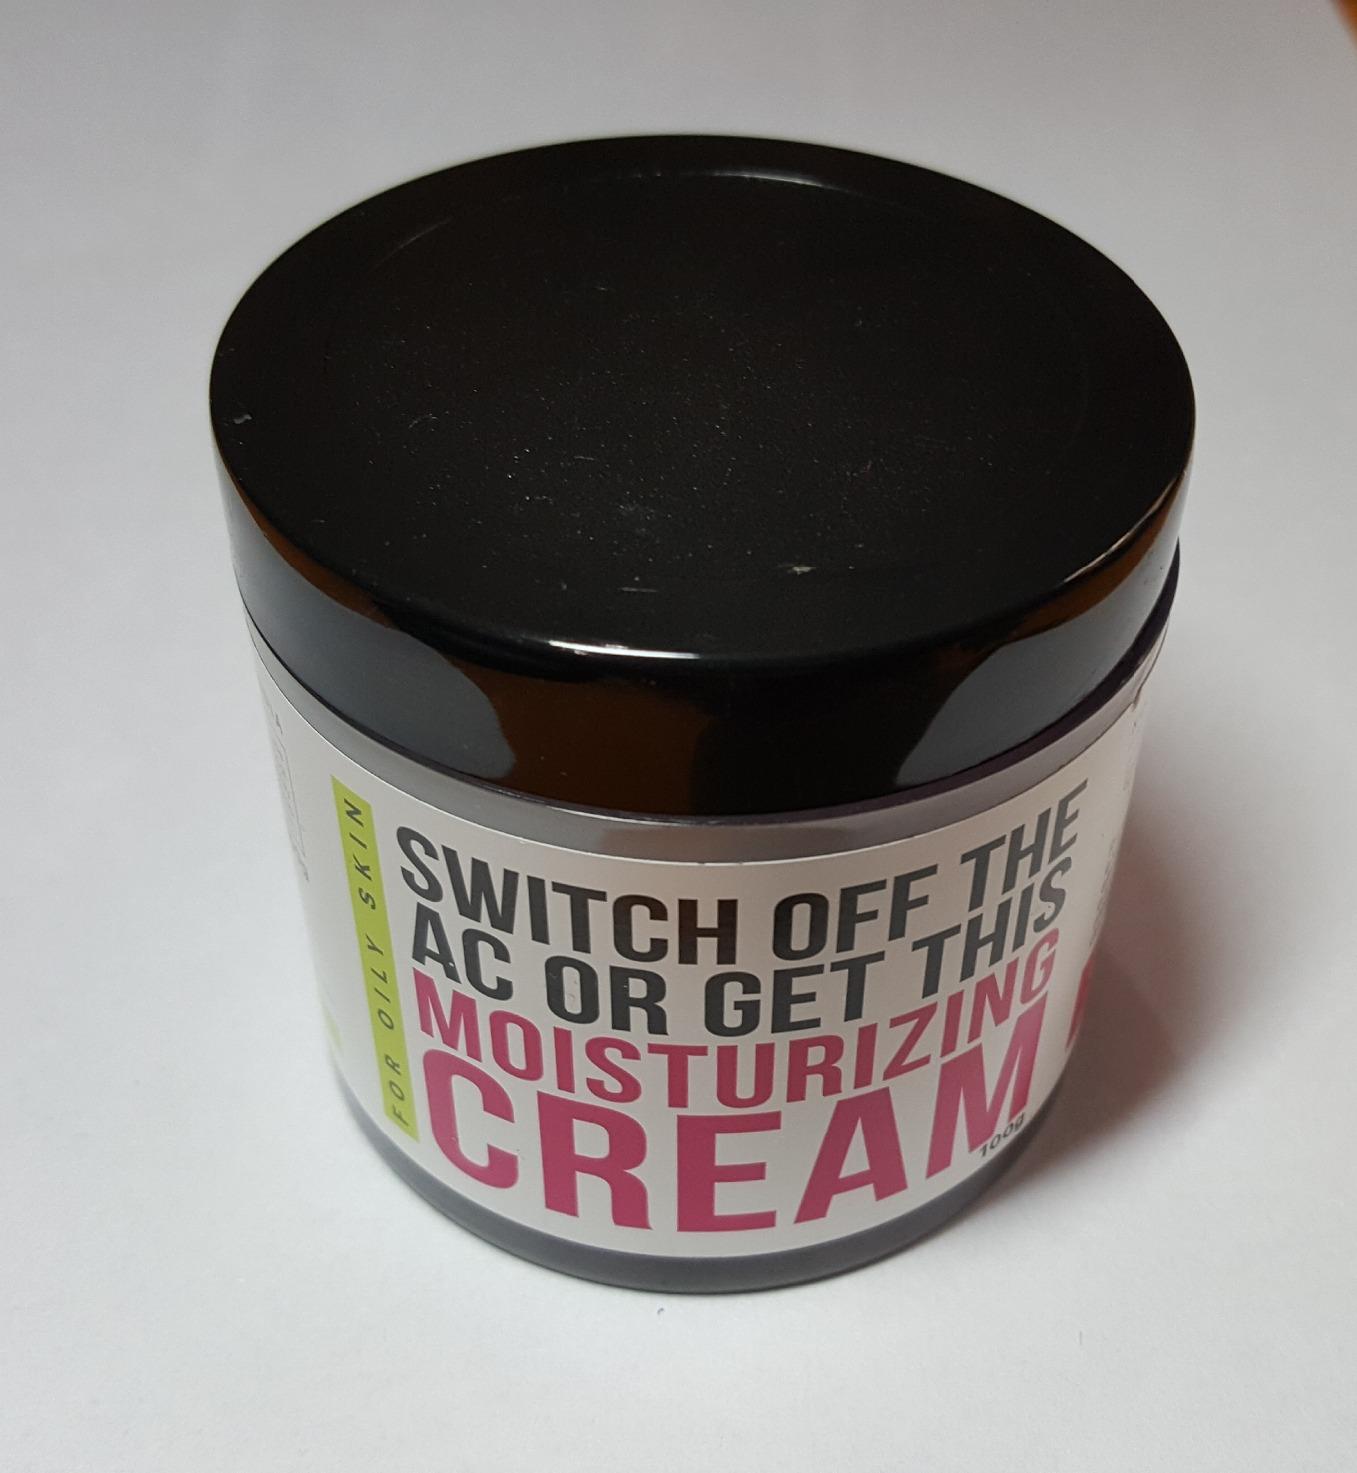 FOR OILY SKIN
SWITCH OFF THE
AC OR GET THIS
MOISTURIZING
CREAM
100g